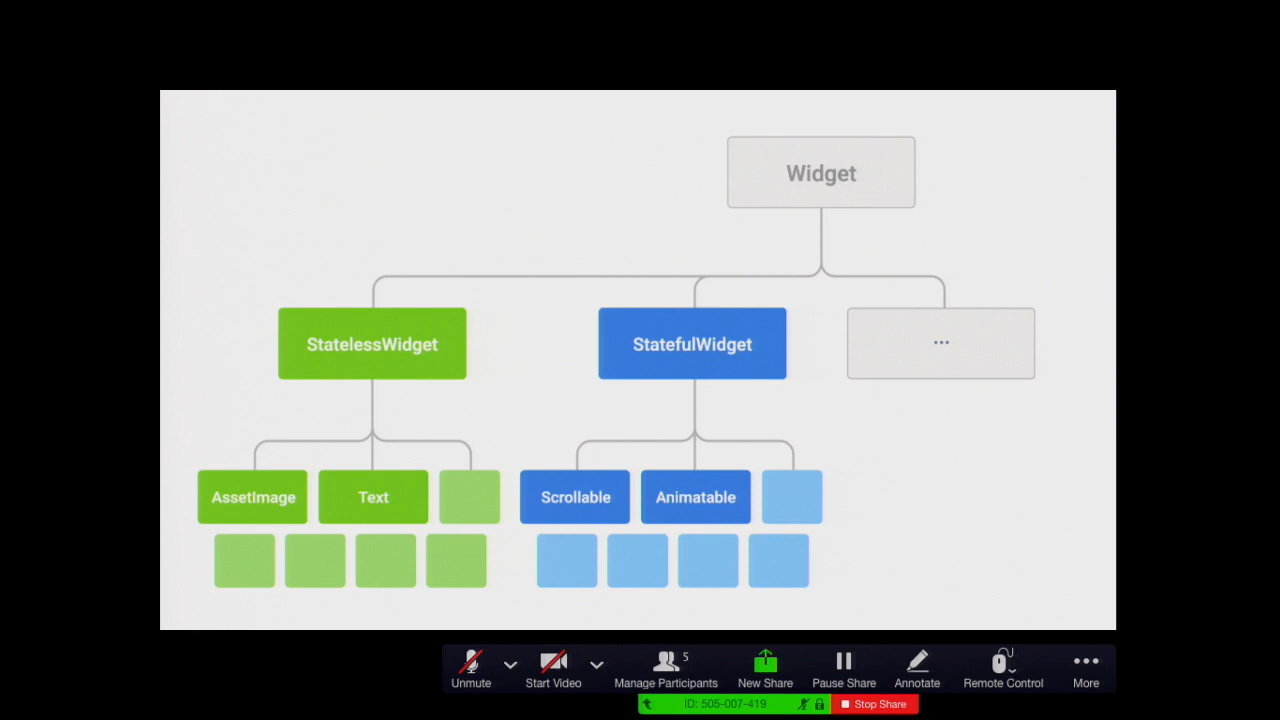 Widget
StatelessWidget
StatefulWidget
...
AssetImage
Text
Scrollable
Animatable
Unmute
Start Video
5
Manage Participants
New Share
Pause Share
Annotate
Remote Control
More
ID: 505-007-419
Stop Share